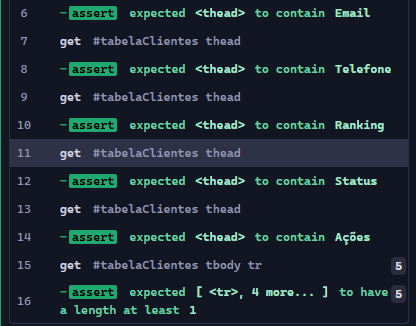 6 -assert expected <thead> to contain Email
7 get #tabelaClientes thead
8 -assert expected <thead> to contain Telefone
9 get #tabelaClientes thead
10 -assert expected <thead> to contain Ranking
11 get #tabelaClientes thead
12 -assert expected <thead> to contain Status
13 get #tabelaClientes thead
14 -assert expected <thead> to contain Ações
15 get #tabelaClientes tbody tr 5
16 -assert expected [ <tr>, 4 more... ] to have 5
a length at least 1